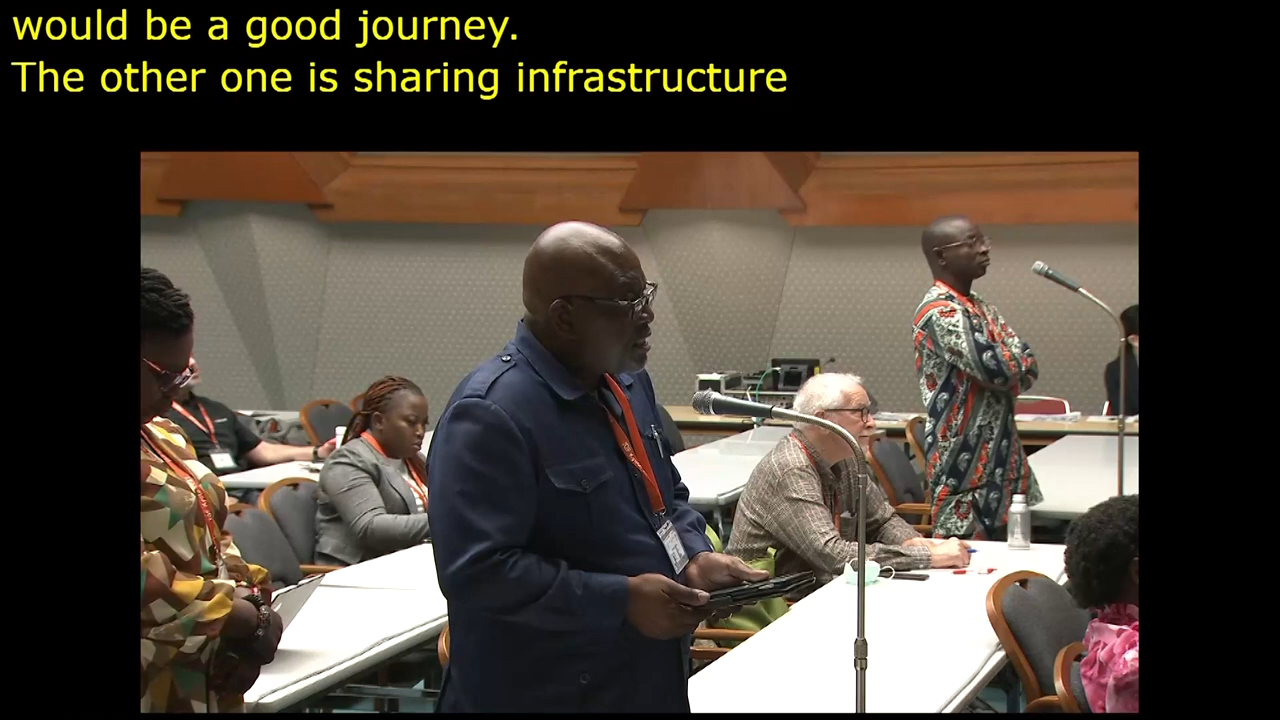 would be a good journey.
The other one is sharing infrastructure